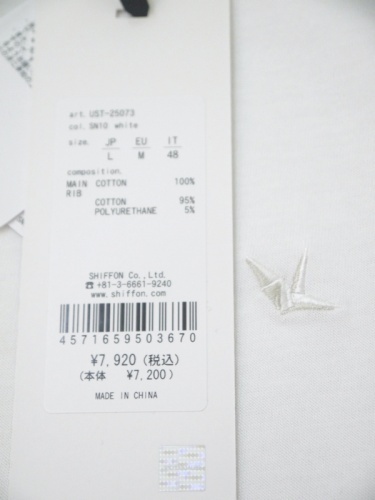 art. US7-25073
col. SN10 white
size. JP EU IT
L M 48
composition.
MAIN COTTON 100%
RIB
COTTON 95%
POLYURETHANE 5%
SHIFFON Co., Ltd.
☎+81-3-6661-9240
www.shiffon.com
4571659503670
¥7,920(税込)
(本体 ¥7,200)
MADE IN CHINA